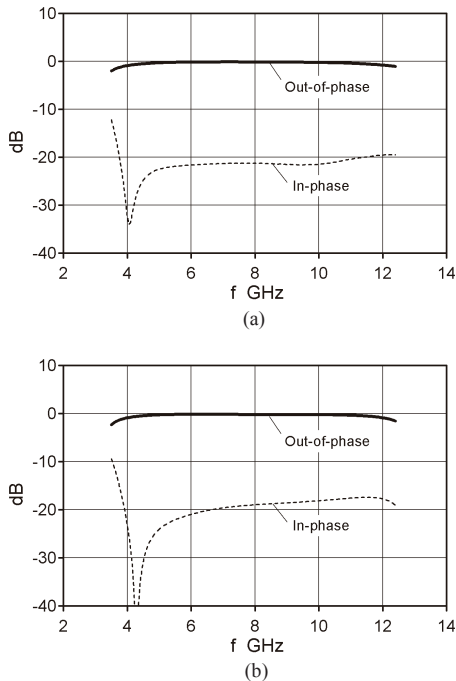 10
0
-10
-20
-30
-40
dB
Out-of-phase
In-phase
2 4 6 8 10 12 14
f GHz
(a)
10
0
-10
-20
-30
-40
dB
Out-of-phase
In-phase
2 4 6 8 10 12 14
f GHz
(b)